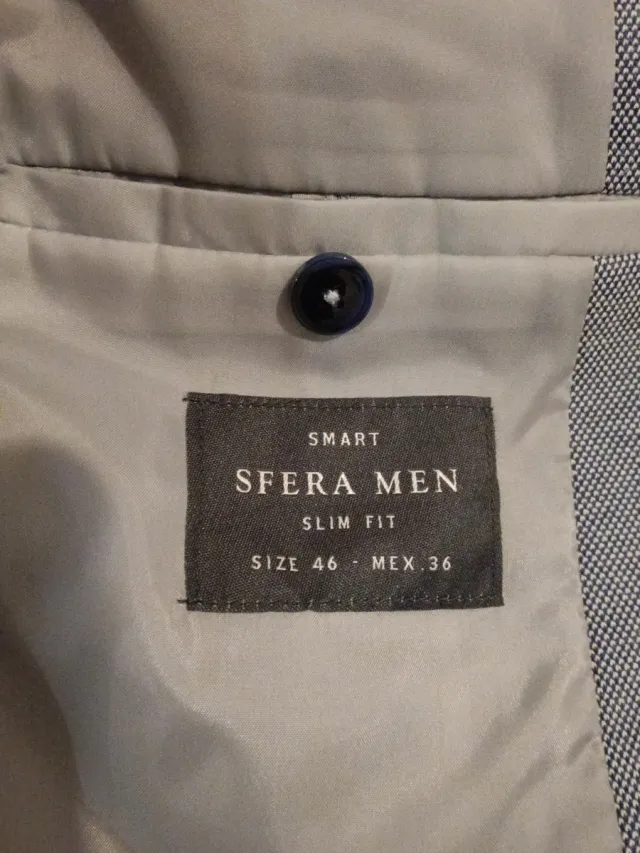 SMART
SFERA MEN
SLIM FIT
SIZE 46 - MEX.36